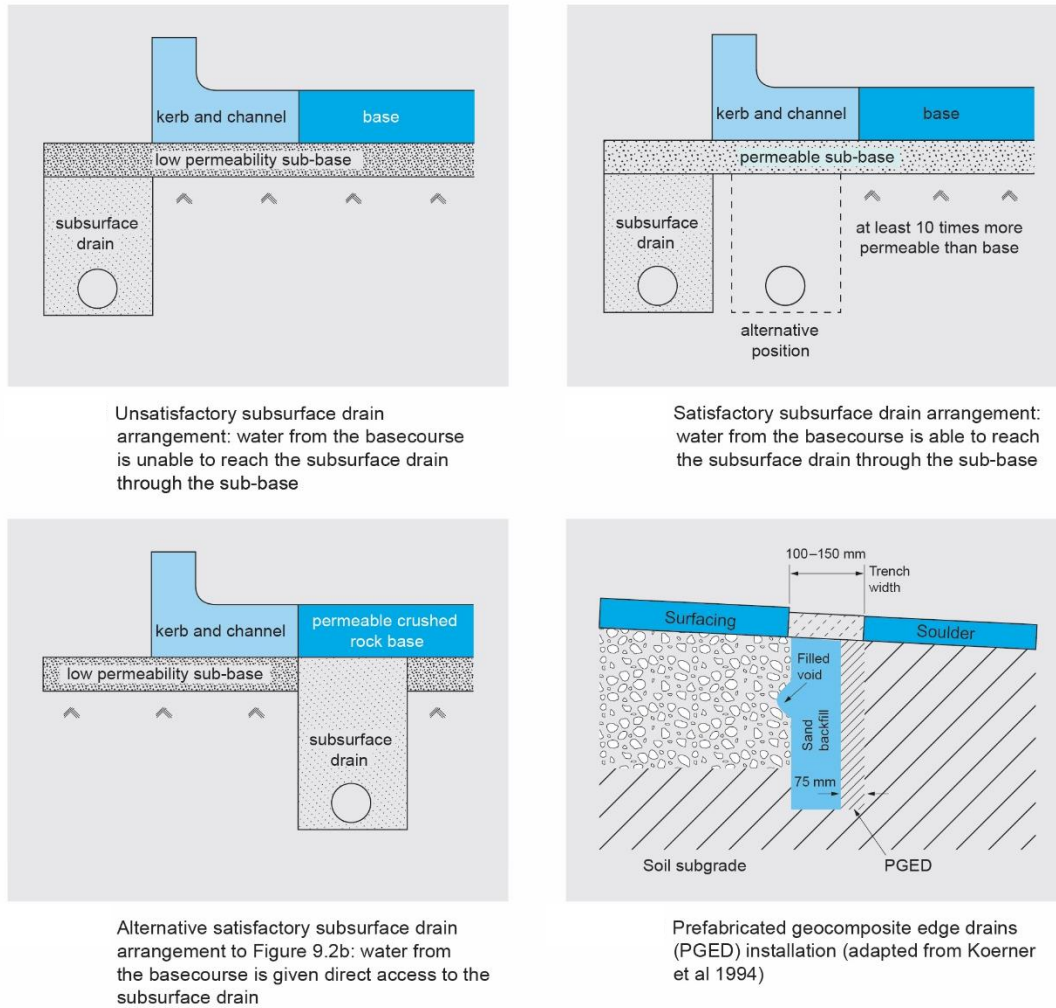 kerb and channel
base
low permeability sub-base
subsurface
drain
Unsatisfactory subsurface drain
arrangement: water from the basecourse
is unable to reach the subsurface drain
through the sub-base
kerb and channel
base
permeable sub-base
subsurface
drain
at least 10 times more
permeable than base
alternative
position
Satisfactory subsurface drain arrangement:
water from the basecourse is able to reach
the subsurface drain through the sub-base
kerb and channel
permeable crushed
rock base
low permeability sub-base
subsurface
drain
Alternative satisfactory subsurface drain
arrangement to Figure 9.2b: water from
the basecourse is given direct access to the
subsurface drain
100–150 mm
Trench
width
Surfacing
Soulder
Filled
void
Sand
backfill
75 mm
Soil subgrade
PGED
Prefabricated geocomposite edge drains
(PGED) installation (adapted from Koerner
et al 1994)